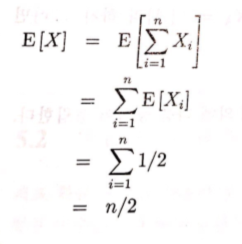 E[X] = E[∑_{i=1}^{n} X_i]
= ∑_{i=1}^{n} E[X_i]
= ∑_{i=1}^{n} 1/2
= n/2